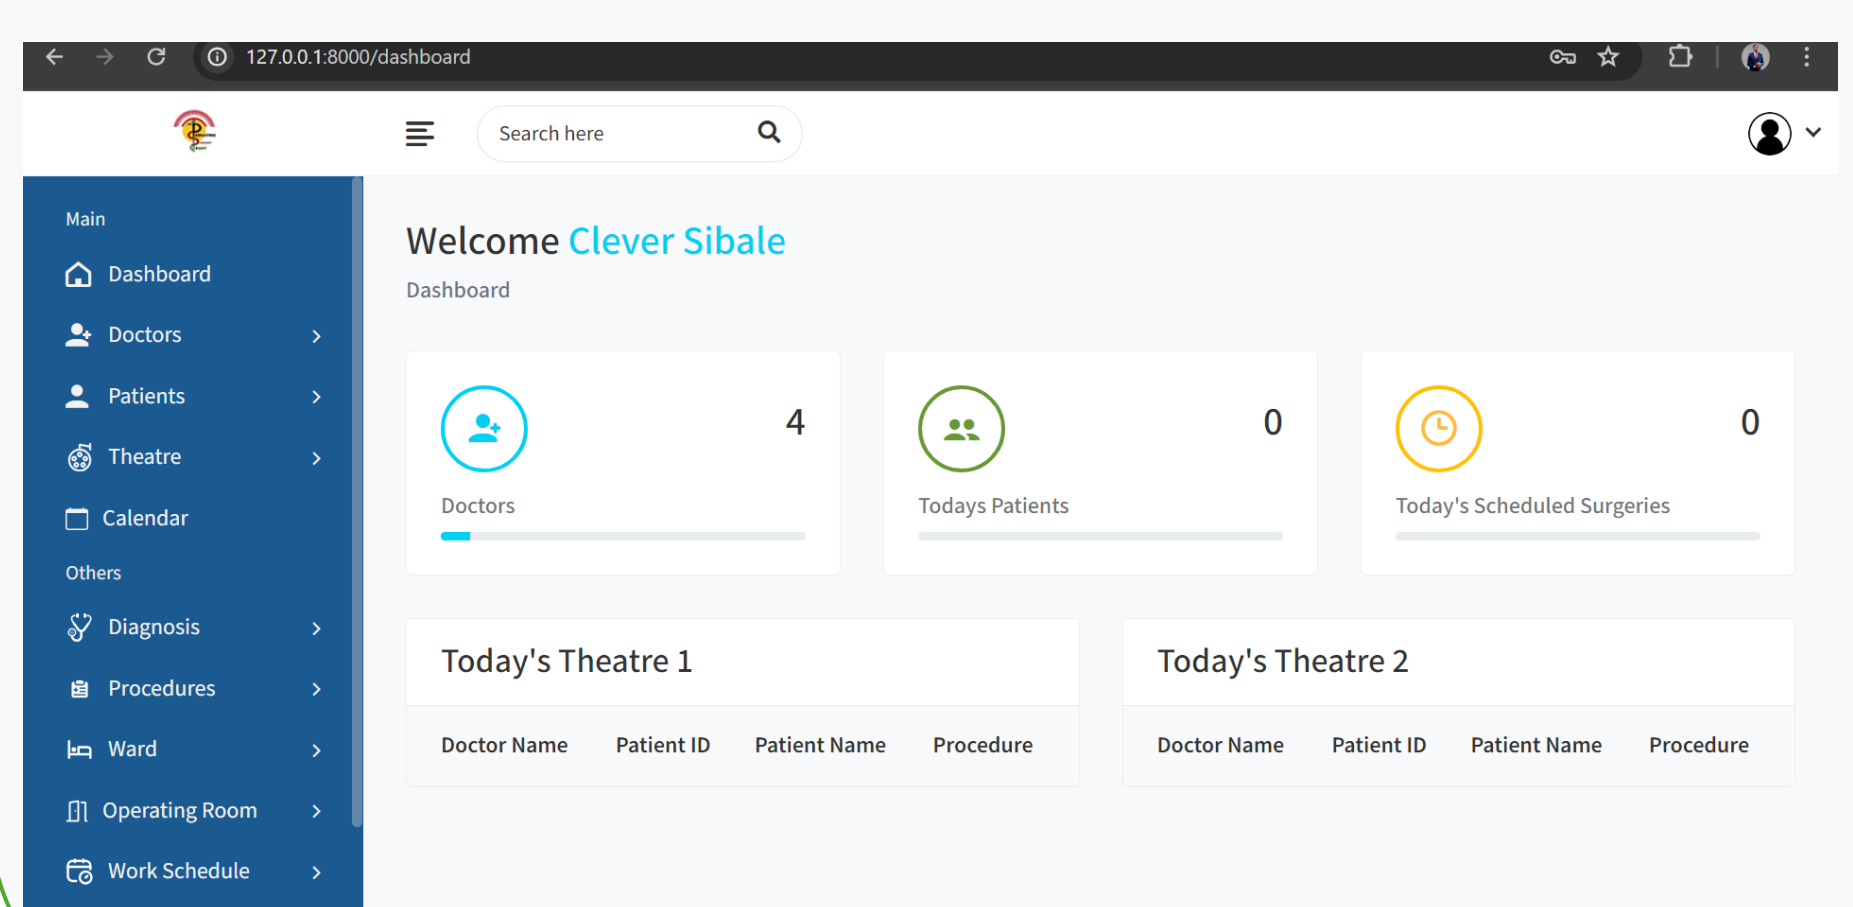 127.0.0.1:8000/dashboard
Search here
Main
Dashboard
Doctors
Patients
Theatre
Calendar
Others
Diagnosis
Procedures
Ward
Operating Room
Work Schedule
Welcome Clever Sibale
Dashboard
4
Doctors
0
Todays Patients
0
Today's Scheduled Surgeries
Today's Theatre 1
Doctor Name Patient ID Patient Name Procedure
Today's Theatre 2
Doctor Name Patient ID Patient Name Procedure